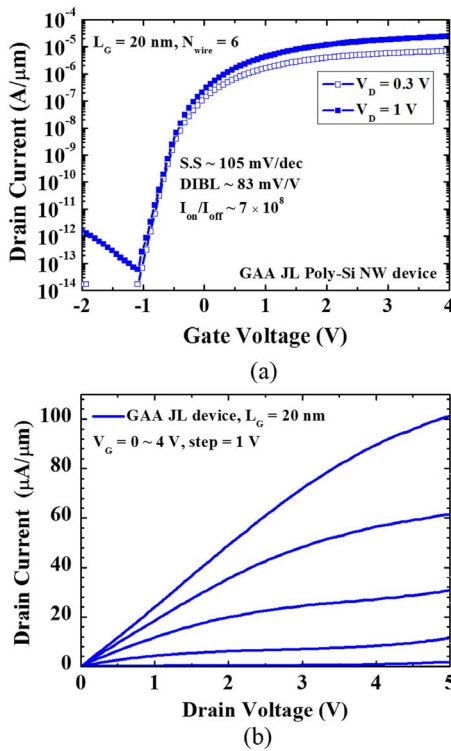 L_G = 20 nm, N_wire = 6
V_D = 0.3 V
V_D = 1 V
S.S ~ 105 mV/dec
DIBL ~ 83 mV/V
I_on/I_off ~ 7 × 10^8
GAA JL Poly-Si NW device
Drain Current (A/μm)
10^-4
10^-5
10^-6
10^-7
10^-8
10^-9
10^-10
10^-11
10^-12
10^-13
10^-14
-2 -1 0 1 2 3 4
Gate Voltage (V)
(a)
GAA JL device, L_G = 20 nm
V_G = 0 ~ 4 V, step = 1 V
Drain Current (μA/μm)
100
80
60
40
20
0
0 1 2 3 4 5
Drain Voltage (V)
(b)